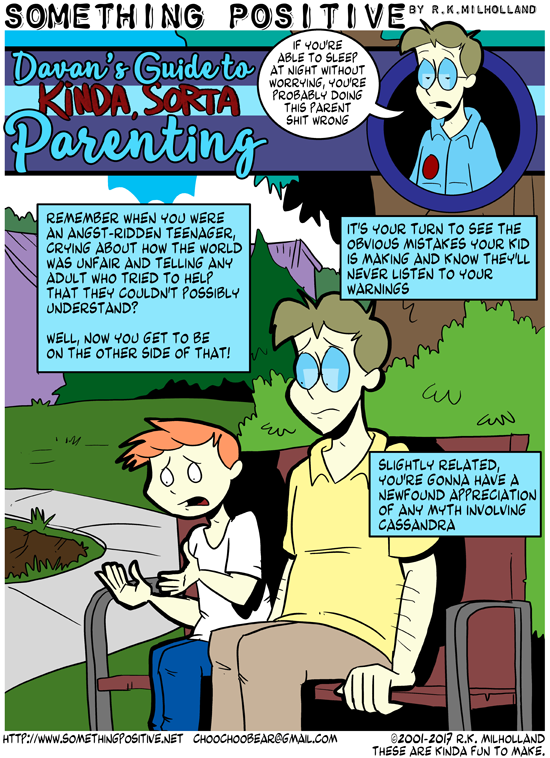 SOMETHING POSITIVE BY R.K.MILHOLLAND
Davan's Guide to
KINDA, SORTA
Parenting
IF YOU'RE
ABLE TO SLEEP
AT NIGHT WITHOUT
WORRYING, YOU'RE
PROBABLY DOING
THIS PARENT
SHIT WRONG
REMEMBER WHEN YOU WERE
AN ANGST-RIDDEN TEENAGER,
CRYING ABOUT HOW THE WORLD
WAS UNFAIR AND TELLING ANY
ADULT WHO TRIED TO HELP
THAT THEY COULDN'T POSSIBLY
UNDERSTAND?
WELL, NOW YOU GET TO BE
ON THE OTHER SIDE OF THAT!
IT'S YOUR TURN TO SEE THE
OBVIOUS MISTAKES YOUR KID
IS MAKING AND KNOW THEY'LL
NEVER LISTEN TO YOUR
WARNINGS
SLIGHTLY RELATED,
YOU'RE GONNA HAVE A
NEWFOUND APPRECIATION
OF ANY MYTH INVOLVING
CASSANDRA
HTTP://WWW.SOMETHINGPOSITIVE.NET CHOOCHOOBEAR@GMAIL.COM
©2001-2017 R.K. MILHOLLAND
THESE ARE KINDA FUN TO MAKE.